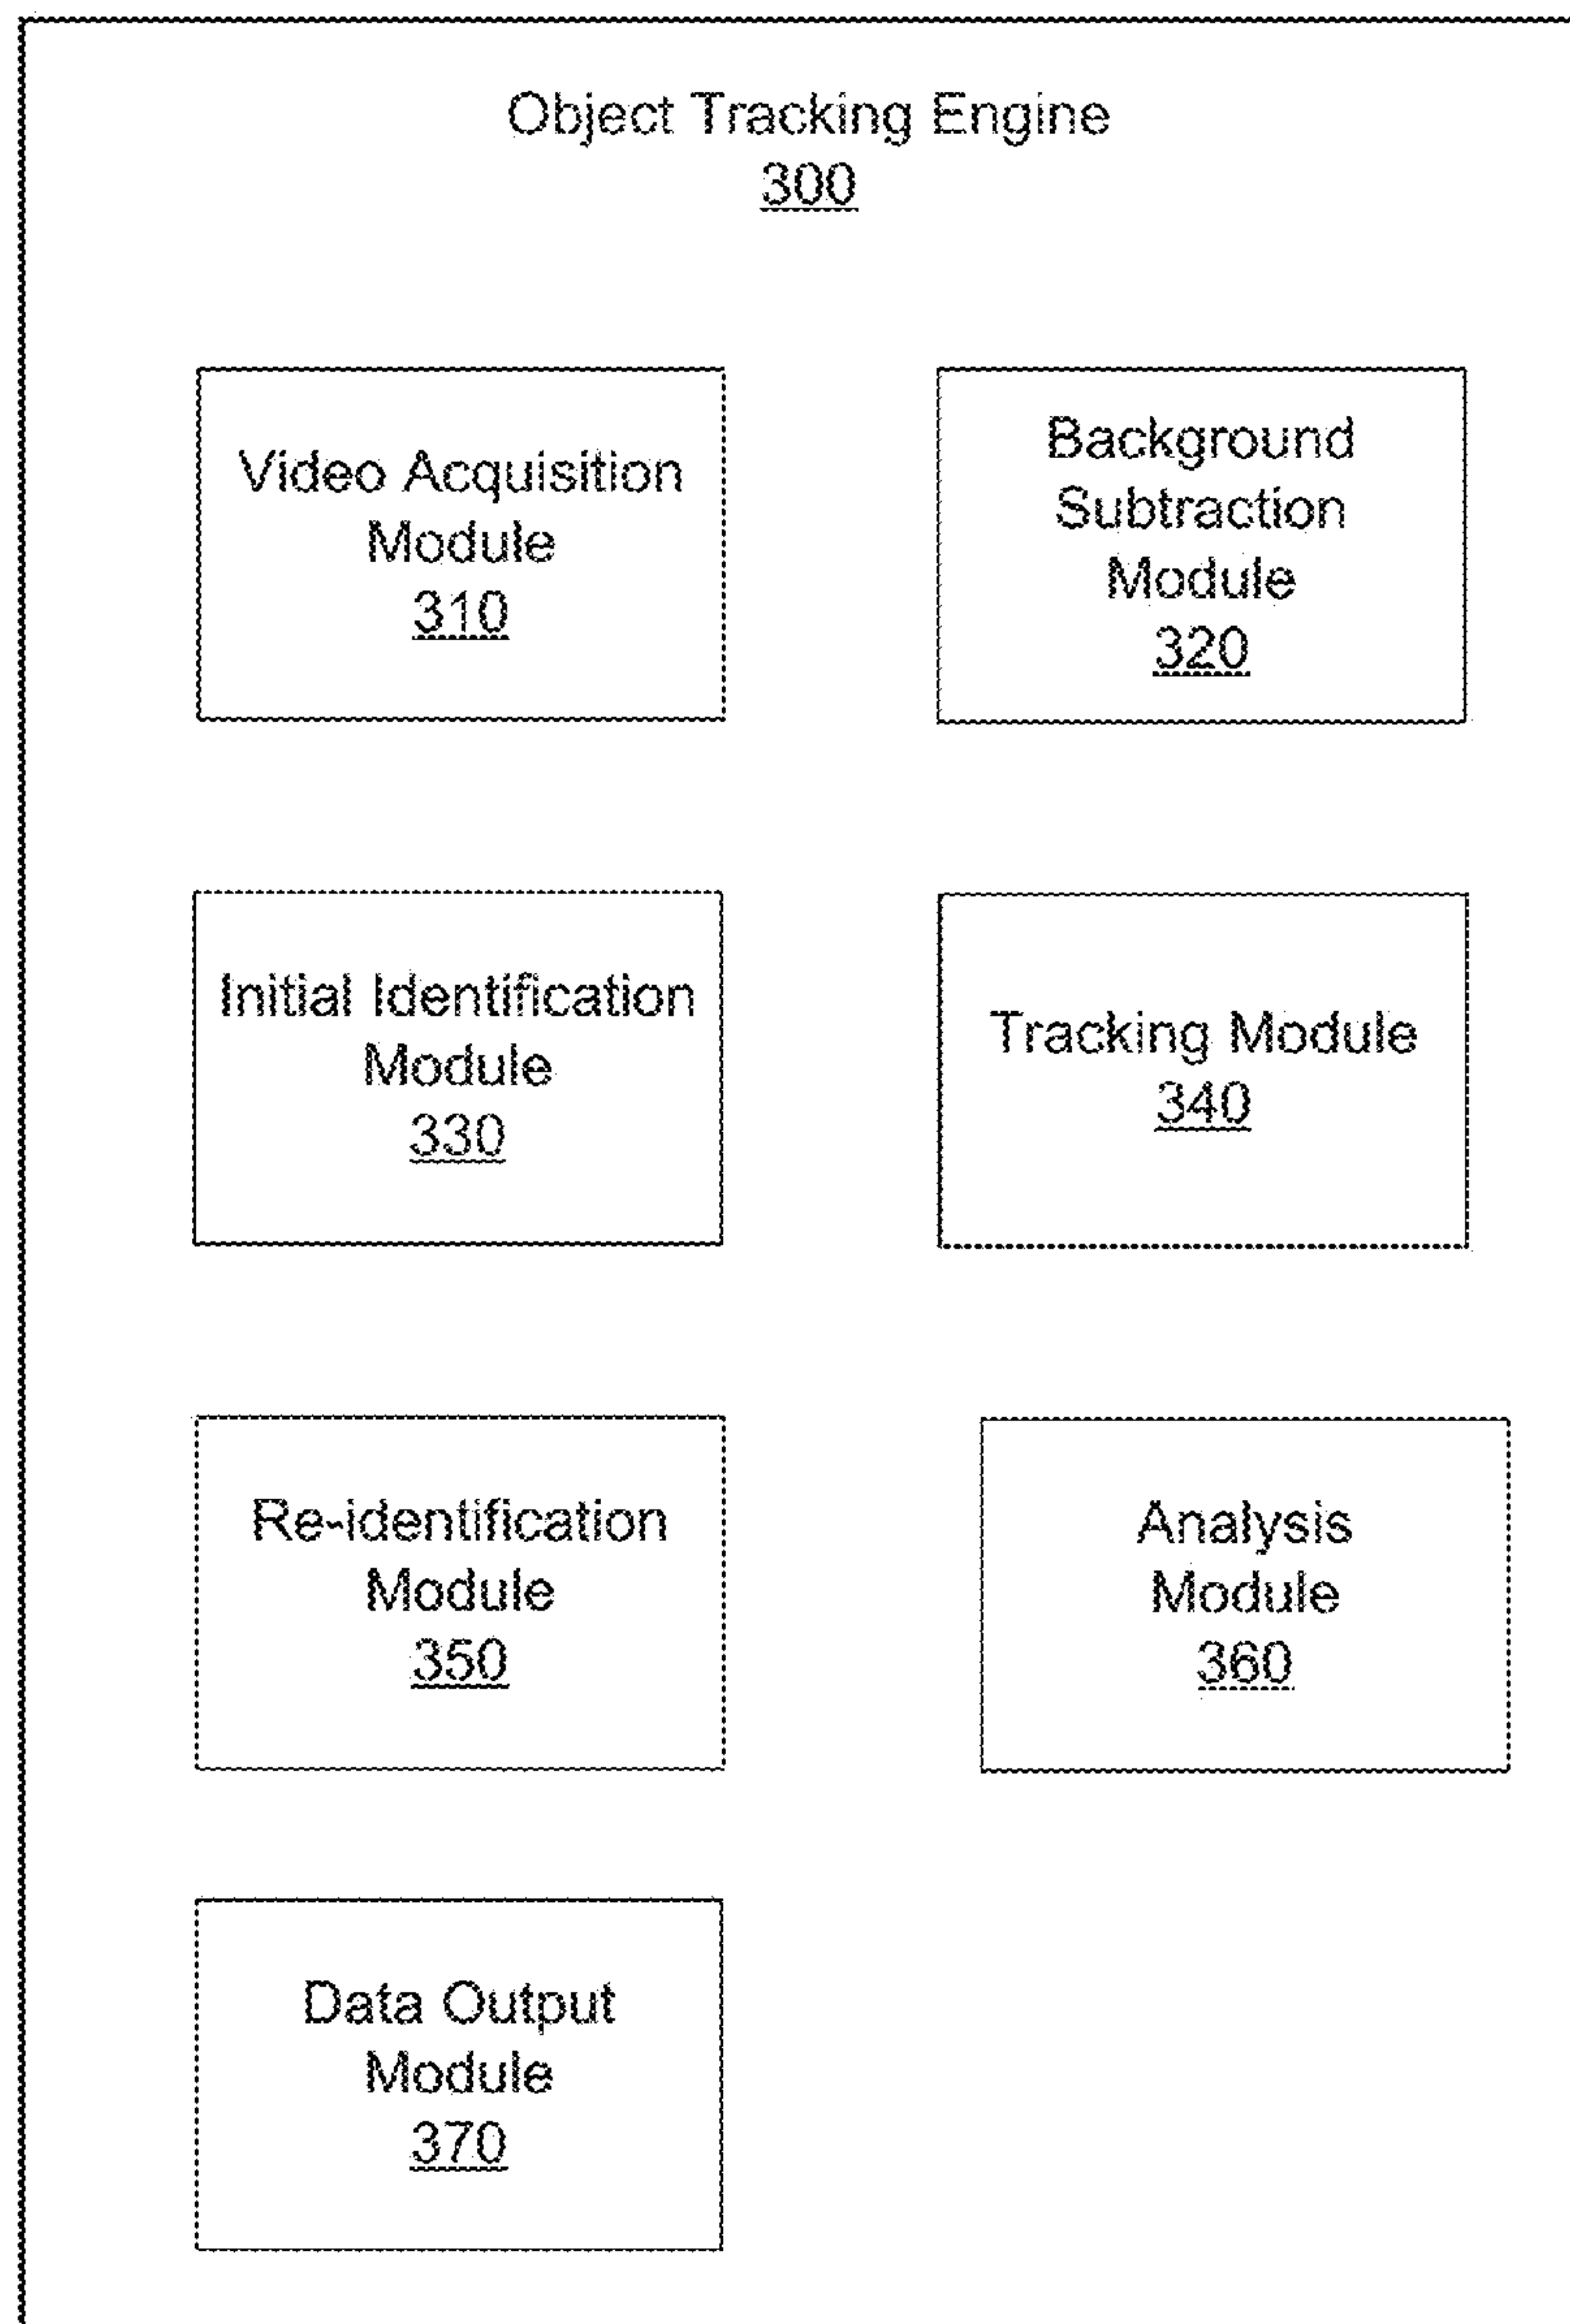 Object Tracking Engine
300
Video Acquisition
Module
310
Background
Subtraction
Module
320
Initial Identification
Module
330
Tracking Module
340
Re-identification
Module
350
Analysis
Module
360
Data Output
Module
370